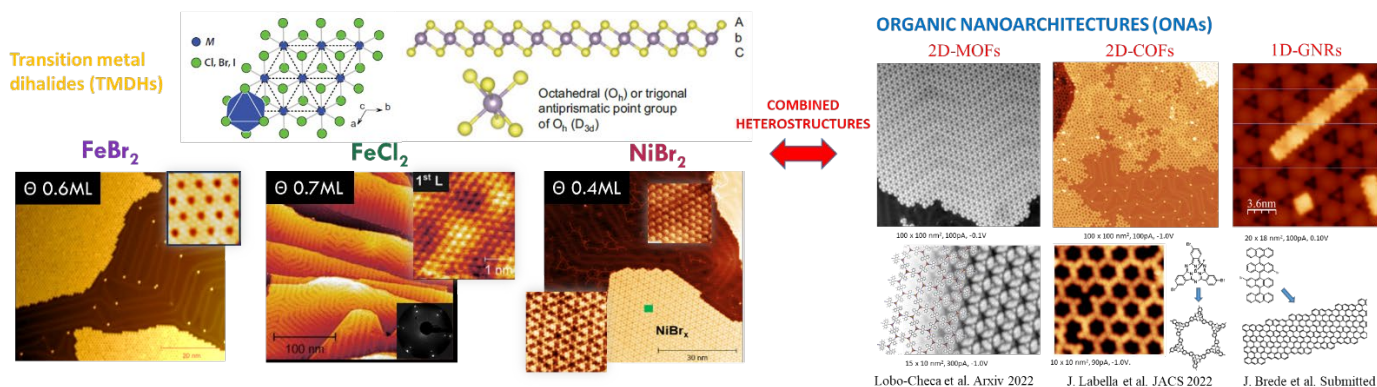 Transition metal
dihalides (TMDHs)
M
Cl, Br, I
c
b
a
A
b
C
Octahedral (Oh) or trigonal
antiprismatic point group
of Oh (D3d)
FeBr2
FeCl2
NiBr2
Θ 0.6ML
20 nm
Θ 0.7ML
1st L
1 nm
100 nm
Θ 0.4ML
NiBrx
30 nm
COMBINED
HETEROSTRUCTURES
ORGANIC NANOARCHITECTURES (ONAs)
2D-MOFs
2D-COFs
1D-GNRs
3.6nm
100 x 100 nm², 100pA, -0.1V
100 x 100 nm², 100pA, -1.0V
20 x 18 nm², 100pA, 0.10V
15 x 10 nm², 300pA, -1.0V
10 x 10 nm², 90pA, -1.0V.
Lobo-Checa et al. Arxiv 2022
J. Labella et al. JACS 2022
J. Brede et al. Submitted